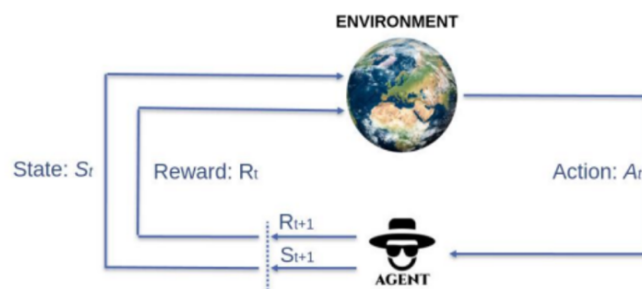 ENVIRONMENT
State: St
Reward: Rt
Action: At
Rt+1
St+1
AGENT